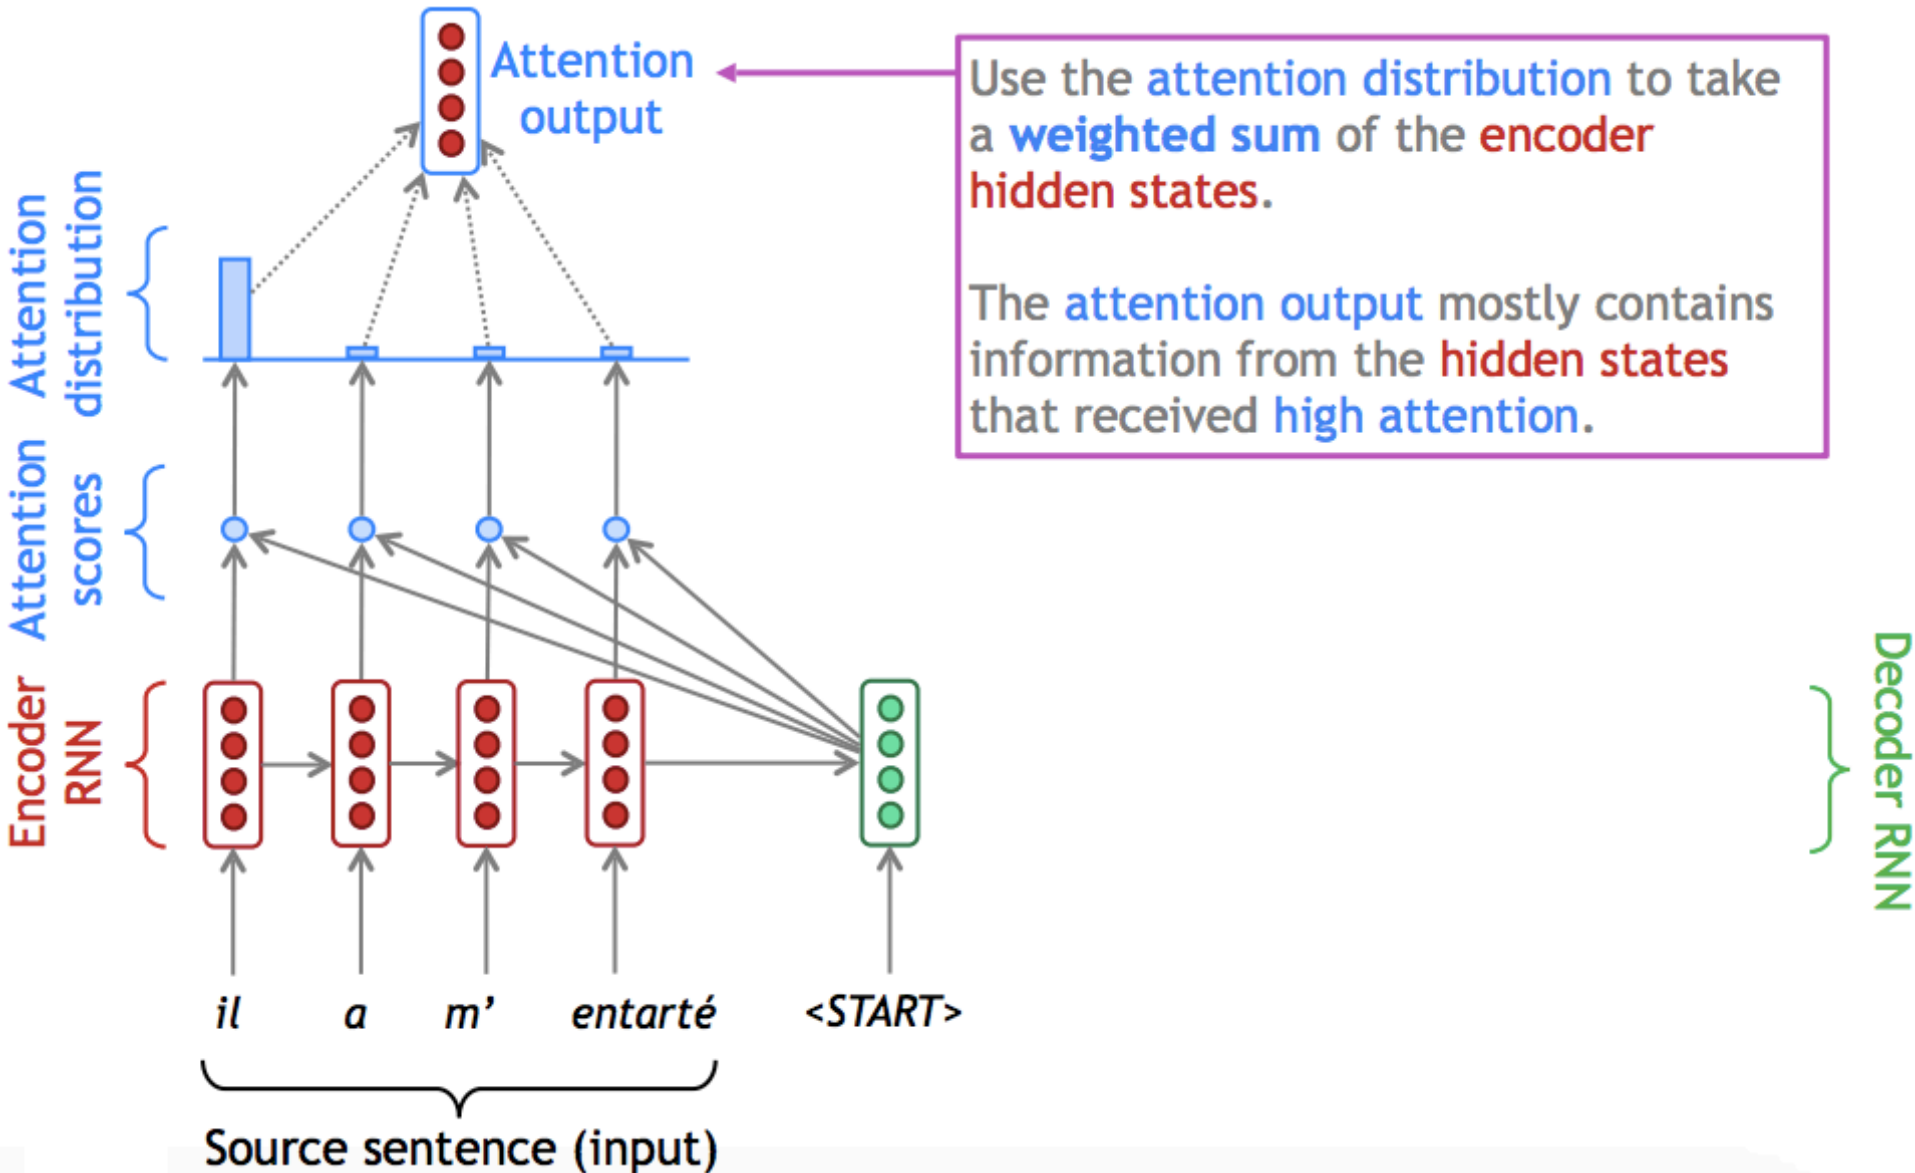 Attention
output
Use the attention distribution to take
a weighted sum of the encoder
hidden states.
The attention output mostly contains
information from the hidden states
that received high attention.
Attention
distribution
Attention
scores
Encoder
RNN
Decoder RNN
il a m’ entarté <START>
Source sentence (input)